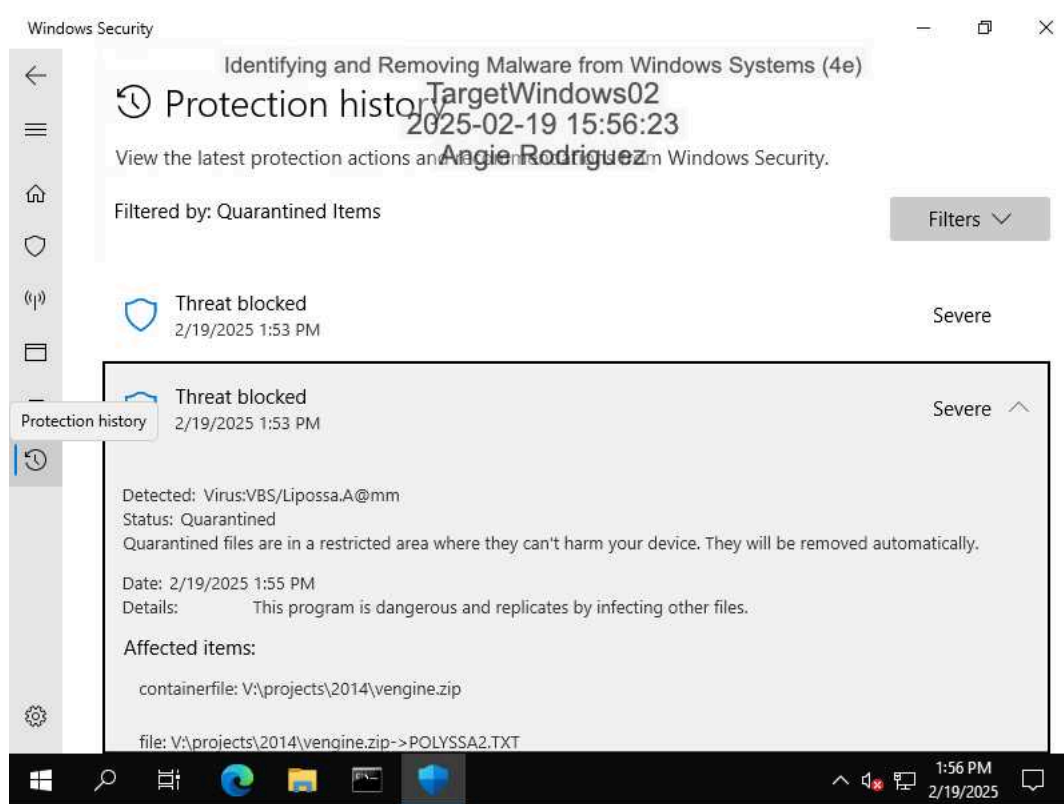 Windows Security
Identifying and Removing Malware from Windows Systems (4e)
TargetWindows02
Protection history
2025-02-19 15:56:23
Angie Rodriguez
View the latest protection actions and recommendations from Windows Security.
Filtered by: Quarantined Items
Filters
Threat blocked
Severe
2/19/2025 1:53 PM
Threat blocked
Severe
2/19/2025 1:53 PM
Protection history
Detected: Virus:VBS/Lipossa.A@mm
Status: Quarantined
Quarantined files are in a restricted area where they can't harm your device. They will be removed automatically.
Date: 2/19/2025 1:55 PM
Details: This program is dangerous and replicates by infecting other files.
Affected items:
containerfile: V:\projects\2014\vengine.zip
file: V:\projects\2014\vengine.zip->POLYSSA2.TXT
1:56 PM
2/19/2025